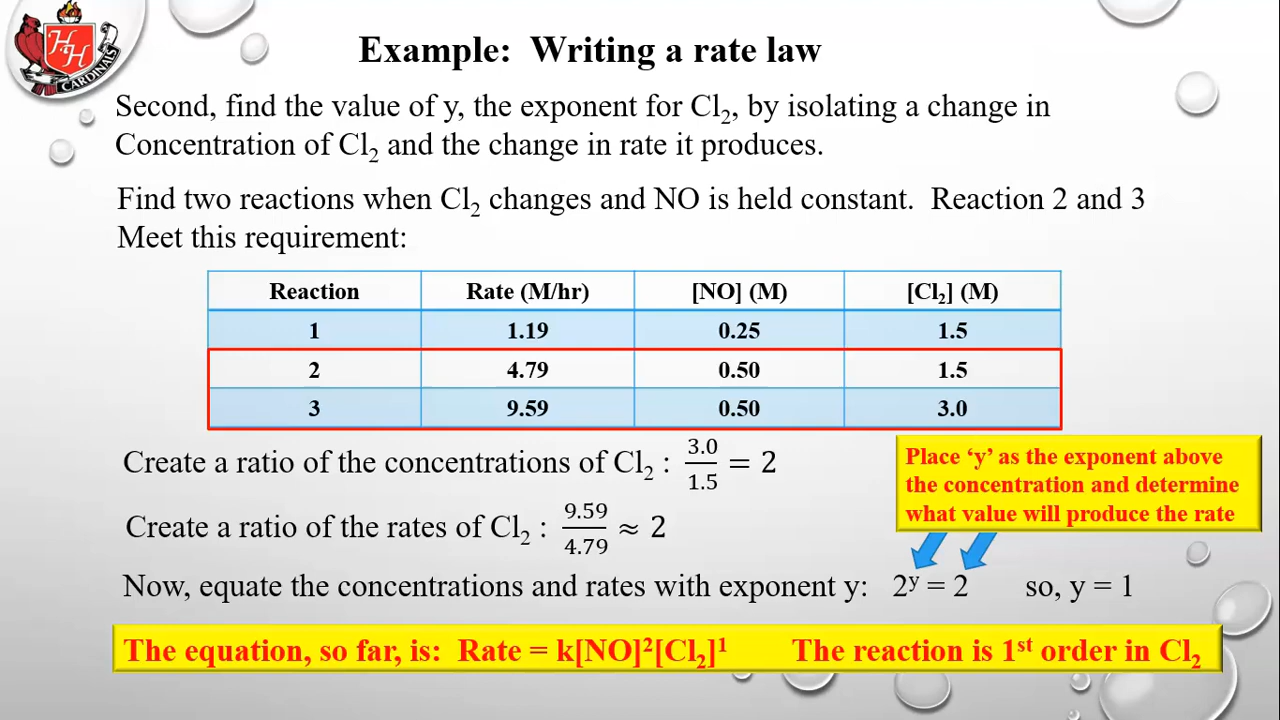 HH
CARDINALS
Example: Writing a rate law
Second, find the value of y, the exponent for Cl₂, by isolating a change in
Concentration of Cl₂ and the change in rate it produces.
Find two reactions when Cl₂ changes and NO is held constant. Reaction 2 and 3
Meet this requirement:
Reaction Rate (M/hr) [NO] (M) [Cl₂] (M)
1 1.19 0.25 1.5
2 4.79 0.50 1.5
3 9.59 0.50 3.0
Create a ratio of the concentrations of Cl₂ : 3.0/1.5 = 2
Place ‘y’ as the exponent above
the concentration and determine
what value will produce the rate
Create a ratio of the rates of Cl₂ : 9.59/4.79 ≈ 2
Now, equate the concentrations and rates with exponent y: 2ʸ = 2 so, y = 1
The equation, so far, is: Rate = k[NO]²[Cl₂]¹ The reaction is 1ˢᵗ order in Cl₂